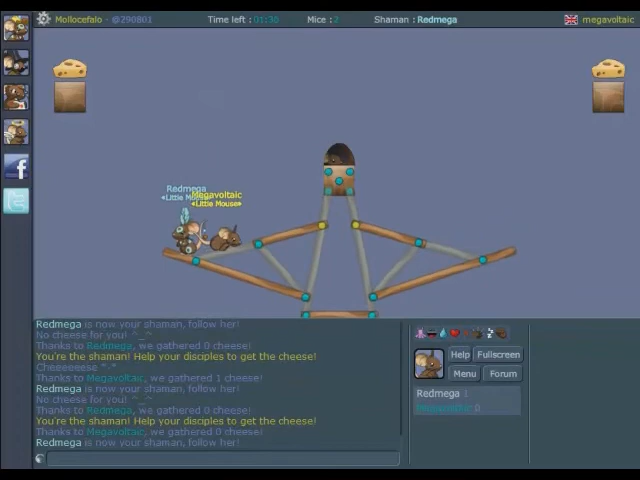 Mollocefalo - @290801 Time left : 01:38 Mice : 2 Shaman : Redmega megavoltaic
Redmega
Megavoltaic
«Little Mouse»
Redmega is now your shaman, follow her!
No cheese for you! ^_^
Thanks to Redmega, we gathered 0 cheese!
You're the shaman! Help your disciples to get the cheese!
Cheeeeeese *.*
Thanks to Megavoltaic, we gathered 1 cheese!
Redmega is now your shaman, follow her!
No cheese for you! ^_^
Thanks to Redmega, we gathered 0 cheese!
You're the shaman! Help your disciples to get the cheese!
Thanks to Megavoltaic, we gathered 0 cheese!
Redmega is now your shaman, follow her!
Help Fullscreen
Menu Forum
Redmega 1
Megavoltaic 0